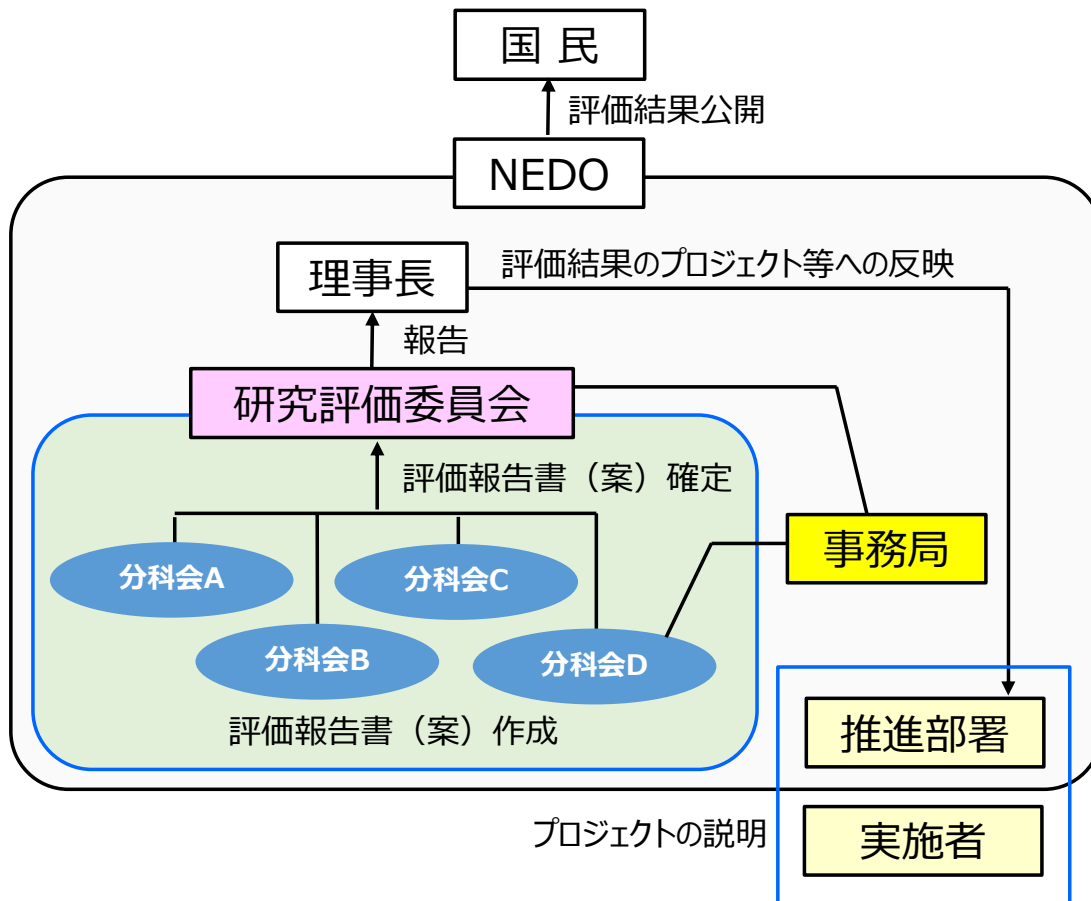 国 民
評価結果公開
NEDO
理事長
評価結果のプロジェクト等への反映
報告
研究評価委員会
評価報告書（案）確定
事務局
分科会A
分科会C
分科会B
分科会D
評価報告書（案）作成
推進部署
プロジェクトの説明
実施者